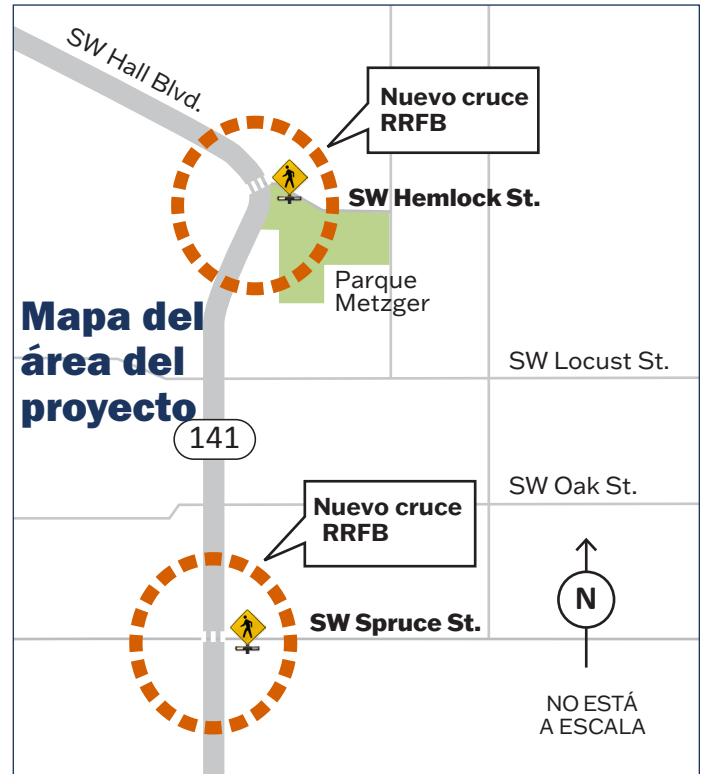 SW Hall Blvd.
Nuevo cruce
RRFB
SW Hemlock St.
Parque
Metzger
Mapa del
área del
proyecto
SW Locust St.
141
SW Oak St.
Nuevo cruce
RRFB
N
SW Spruce St.
NO ESTÁ
A ESCALA